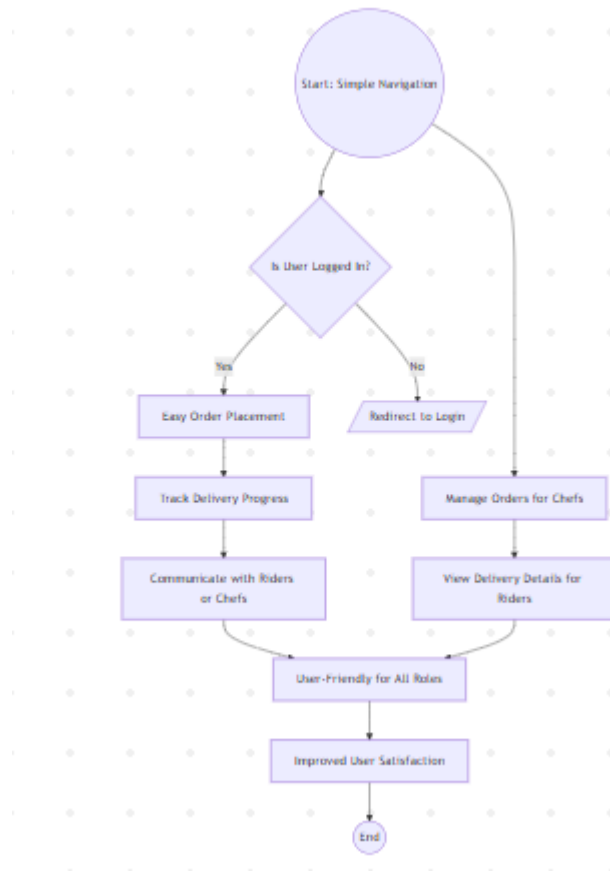 Start: Simple Navigation
Is User Logged In?
Yes
No
Easy Order Placement
Redirect to Login
Track Delivery Progress
Manage Orders for Chefs
Communicate with Riders
or Chefs
View Delivery Details for
Riders
User-Friendly for All Roles
Improved User Satisfaction
End